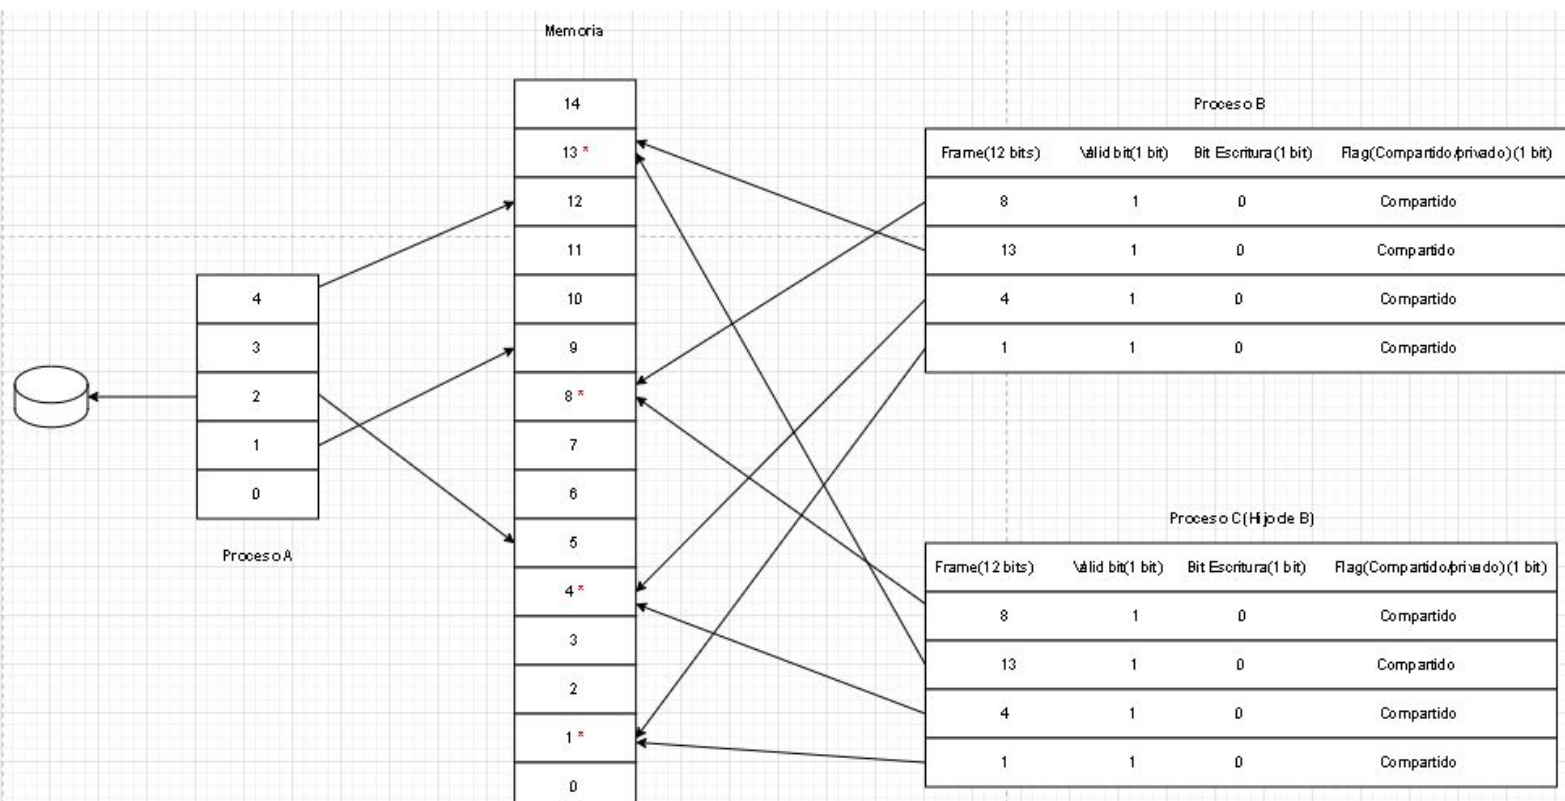 Memoria
14
13 *
12
11
10
9
8 *
7
6
5
4 *
3
2
1 *
0
4
3
2
1
0
Proceso A
Proceso B
Frame(12 bits) Valid bit(1 bit) Bit Escritura(1 bit) Flag(Compartido/privado)(1 bit)
8 1 0 Compartido
13 1 0 Compartido
4 1 0 Compartido
1 1 0 Compartido
Proceso C(Hijo de B)
Frame(12 bits) Valid bit(1 bit) Bit Escritura(1 bit) Flag(Compartido/privado)(1 bit)
8 1 0 Compartido
13 1 0 Compartido
4 1 0 Compartido
1 1 0 Compartido